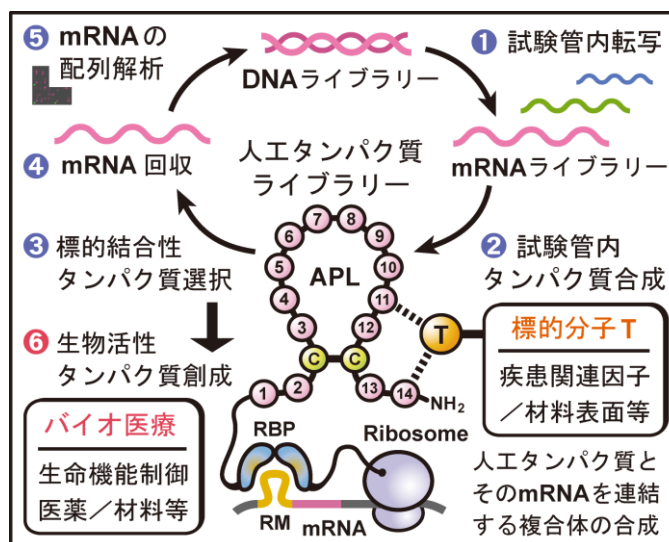 ❺ mRNAの
配列解析
DNAライブラリー
❶ 試験管内転写
mRNAライブラリー
❹ mRNA 回収
人工タンパク質
ライブラリー
❸ 標的結合性
タンパク質選択
❷ 試験管内
タンパク質合成
❻ 生物活性
タンパク質創成
APL
1
2
3
4
5
6
7
8
9
10
11
12
13
14
C
C
NH2
T
標的分子 T
疾患関連因子
／材料表面等
バイオ医療
生命機能制御
医薬／材料等
RBP
Ribosome
RM
mRNA
人工タンパク質と
そのmRNAを連結
する複合体の合成